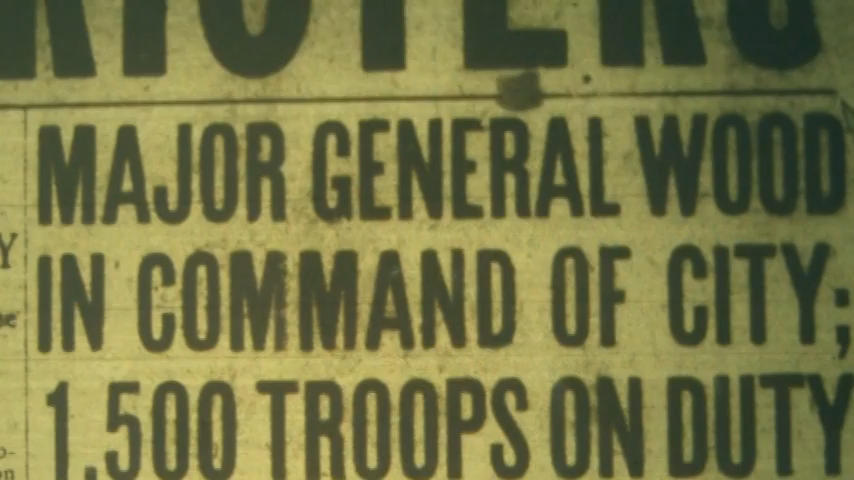 MAJOR GENERAL WOOD
IN COMMAND OF CITY;
1,500 TROOPS ON DUTY